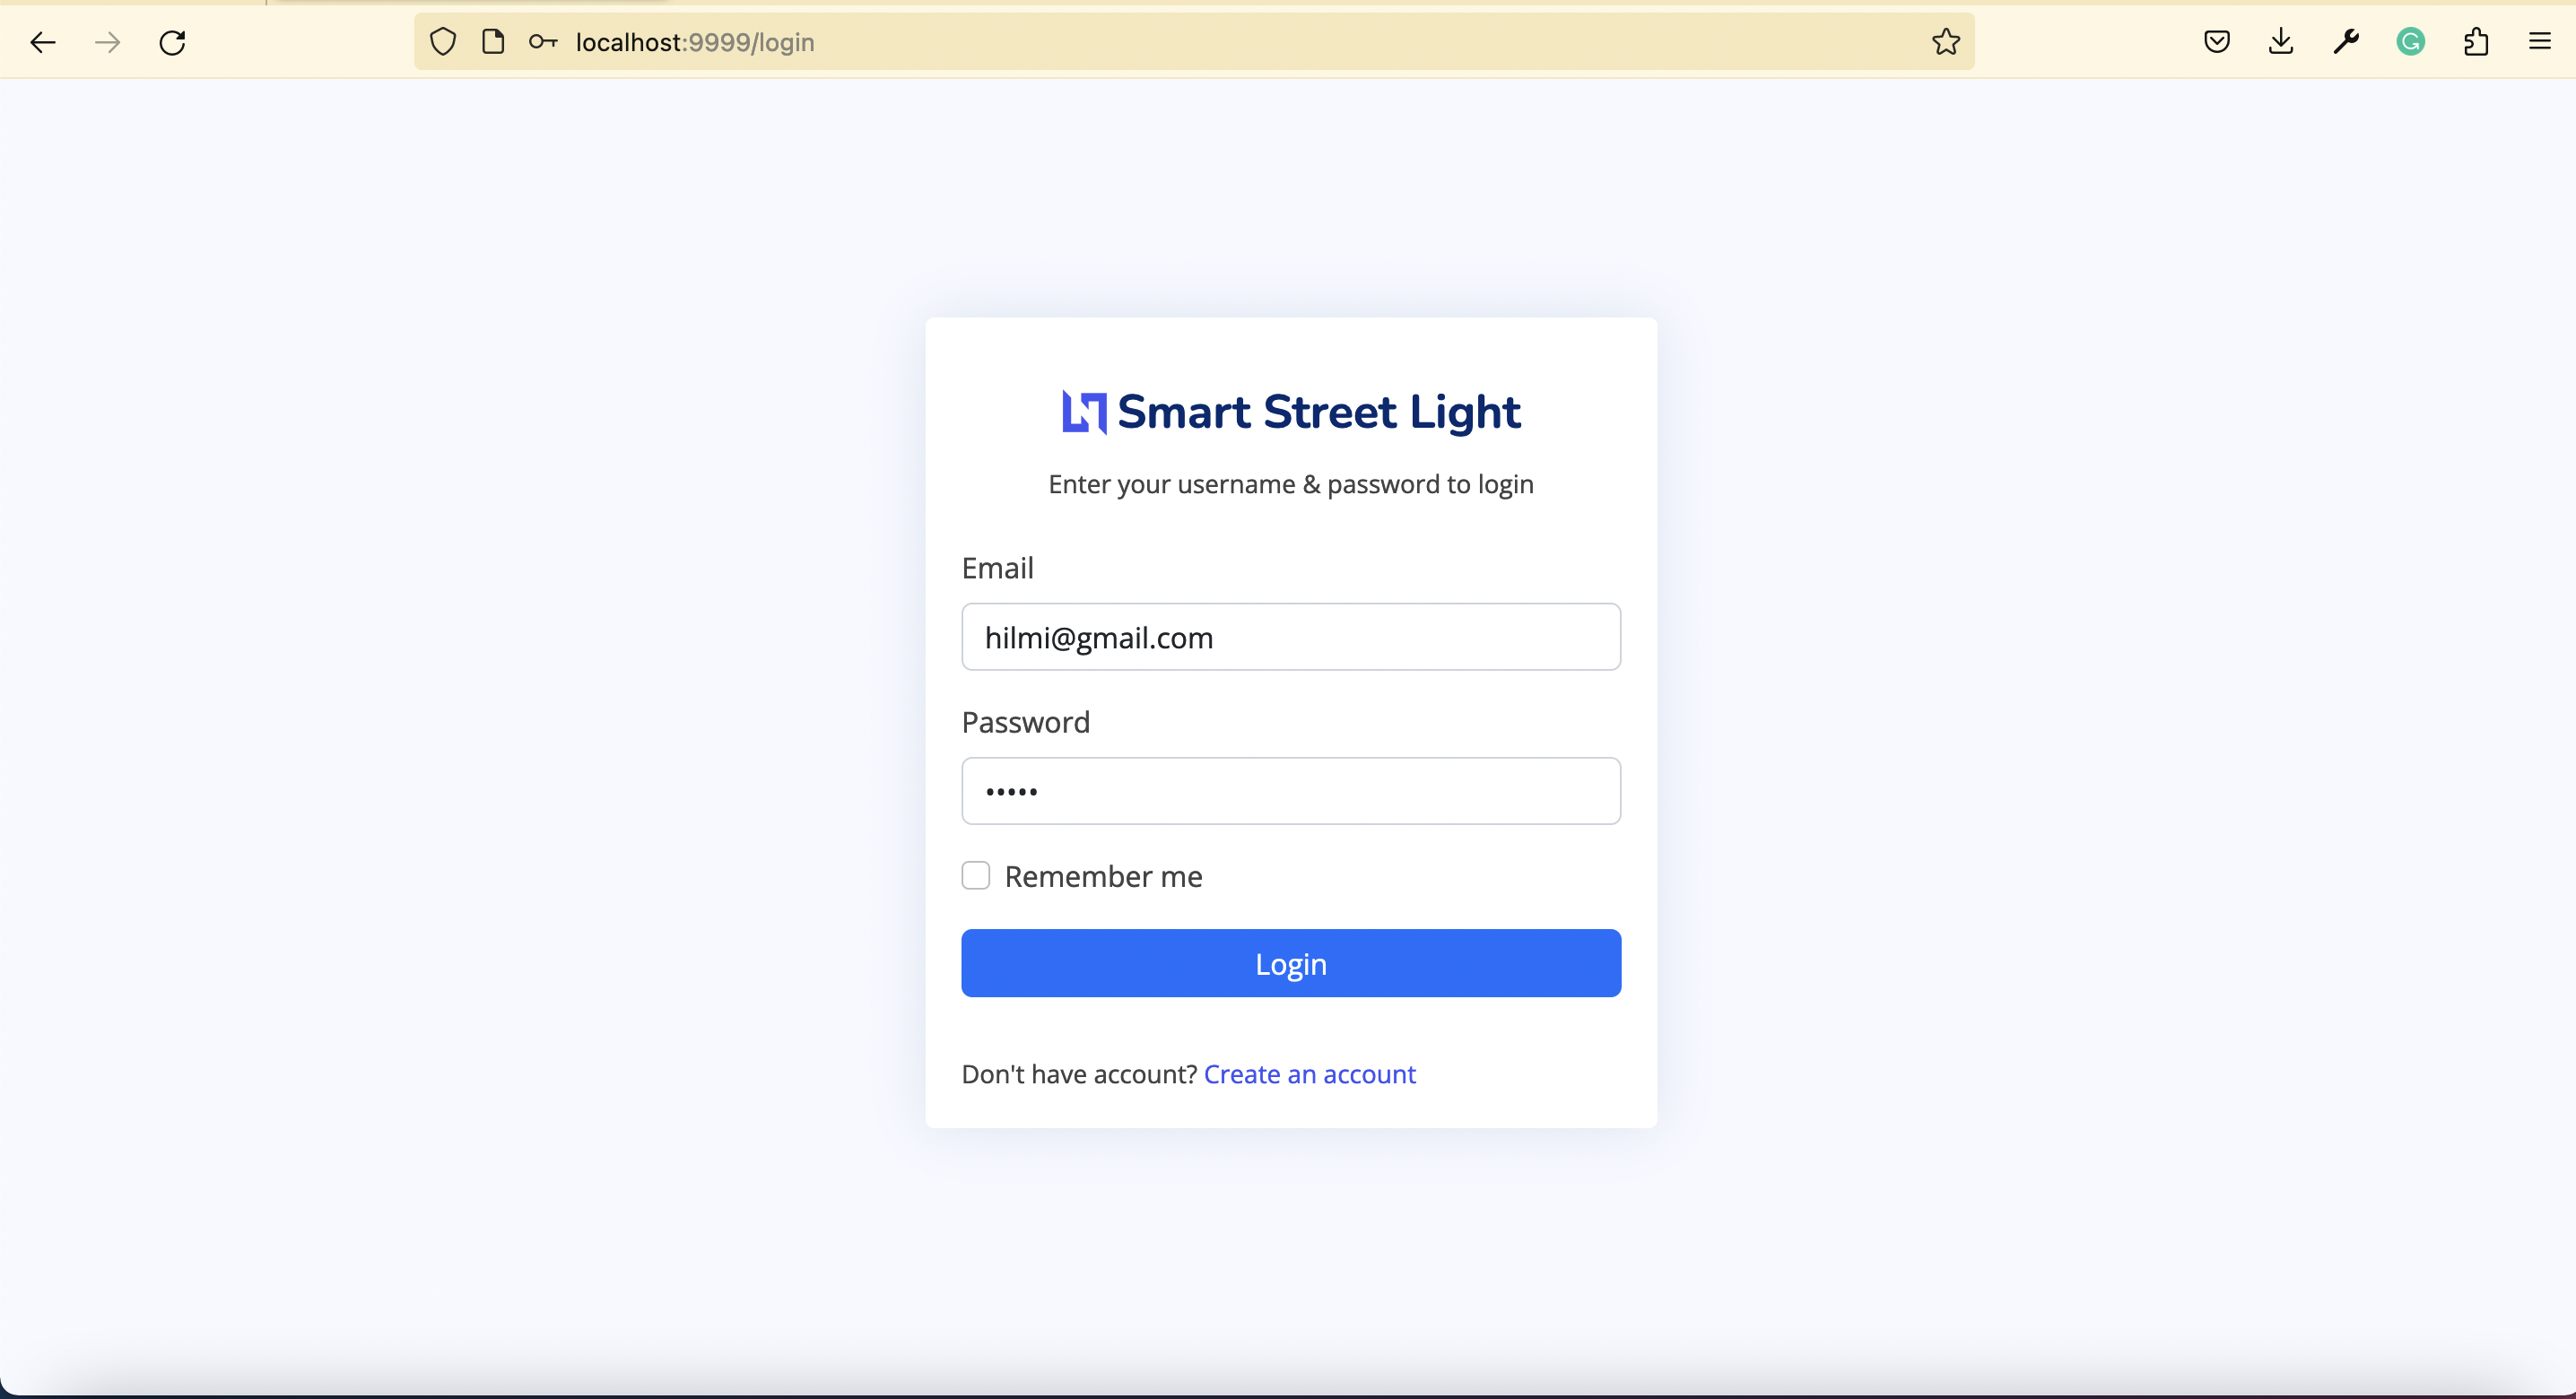 localhost:9999/login
Smart Street Light
Enter your username & password to login
Email
hilmi@gmail.com
Password
•••••
Remember me
Login
Don't have account? Create an account